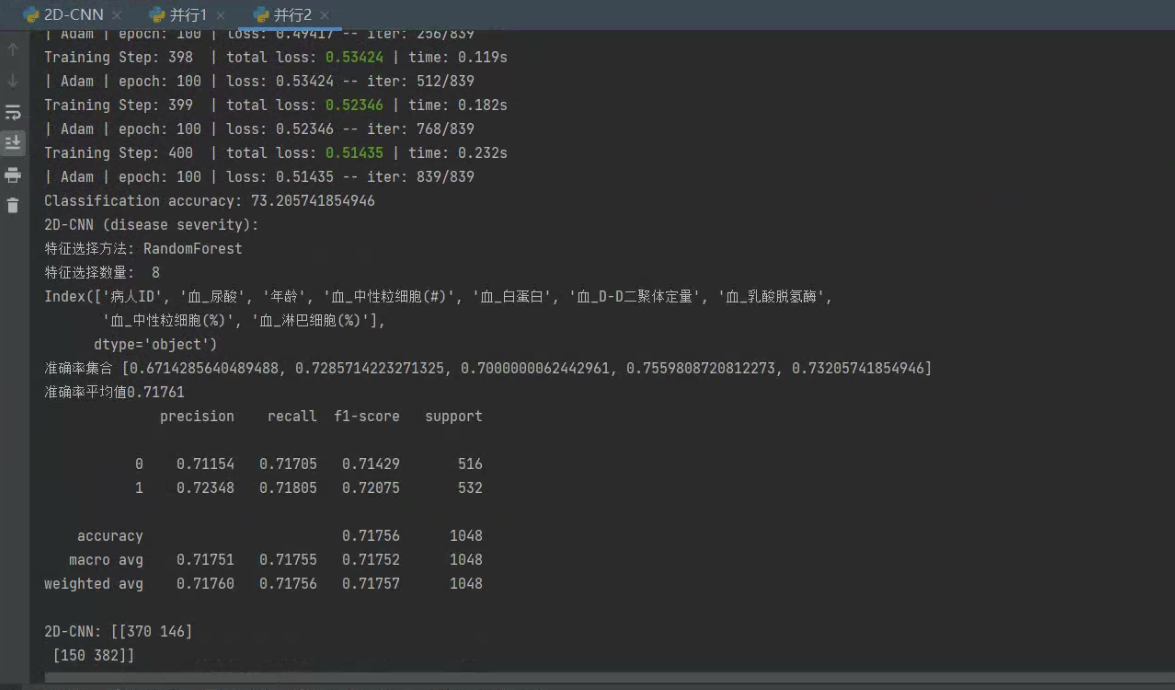 2D-CNN × 并行1 × 并行2 ×
| Adam | epoch: 100 | loss: 0.49417 -- iter: 256/839
Training Step: 398  | total loss: 0.53424 | time: 0.119s
| Adam | epoch: 100 | loss: 0.53424 -- iter: 512/839
Training Step: 399  | total loss: 0.52346 | time: 0.182s
| Adam | epoch: 100 | loss: 0.52346 -- iter: 768/839
Training Step: 400  | total loss: 0.51435 | time: 0.232s
| Adam | epoch: 100 | loss: 0.51435 -- iter: 839/839
Classification accuracy: 73.205741854946
2D-CNN (disease severity):
特征选择方法: RandomForest
特征选择数量:  8
Index(['病人ID', '血_尿酸', '年龄', '血_中性粒细胞(#)', '血_白蛋白', '血_D-D二聚体定量', '血_乳酸脱氢酶',
'血_中性粒细胞(%)', '血_淋巴细胞(%)'],
dtype='object')
准确率集合 [0.6714285640489488, 0.7285714223271325, 0.7000000062442961, 0.7559808720812273, 0.73205741854946]
准确率平均值0.71761
precision recall f1-score support
0 0.71154 0.71705 0.71429 516
1 0.72348 0.71805 0.72075 532
accuracy 0.71756 1048
macro avg 0.71751 0.71755 0.71752 1048
weighted avg 0.71760 0.71756 0.71757 1048
2D-CNN: [[370 146]
[150 382]]